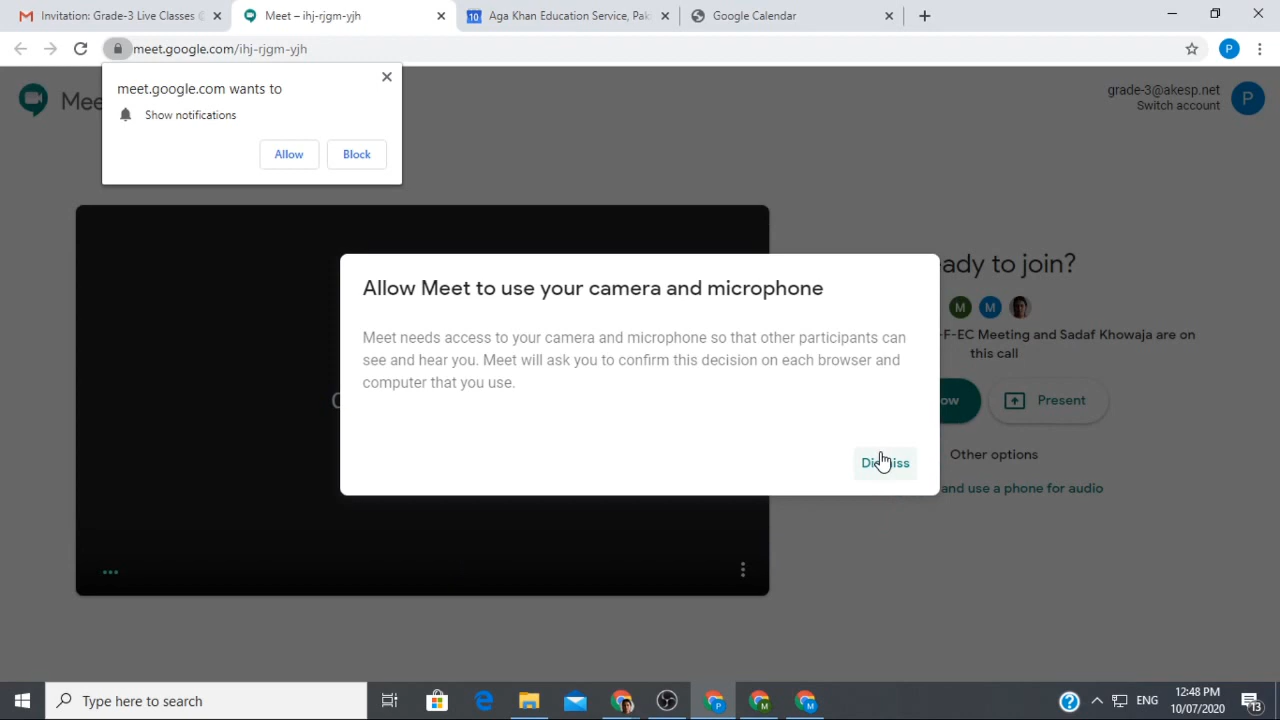 Invitation: Grade-3 Live Classes
Meet – ihj-rjgm-yjh
10
Aga Khan Education Service, Pak
Google Calendar
meet.google.com/ihj-rjgm-yjh
P
meet.google.com wants to
Show notifications
Allow
Block
Mee
grade-3@akesp.net
Switch account
P
Allow Meet to use your camera and microphone
Meet needs access to your camera and microphone so that other participants can
see and hear you. Meet will ask you to confirm this decision on each browser and
computer that you use.
Dismiss
ady to join?
M M
-F-EC Meeting and Sadaf Khowaja are on
this call
ow
Present
Other options
and use a phone for audio
Type here to search
P
M
M
ENG
12:48 PM
10/07/2020
13